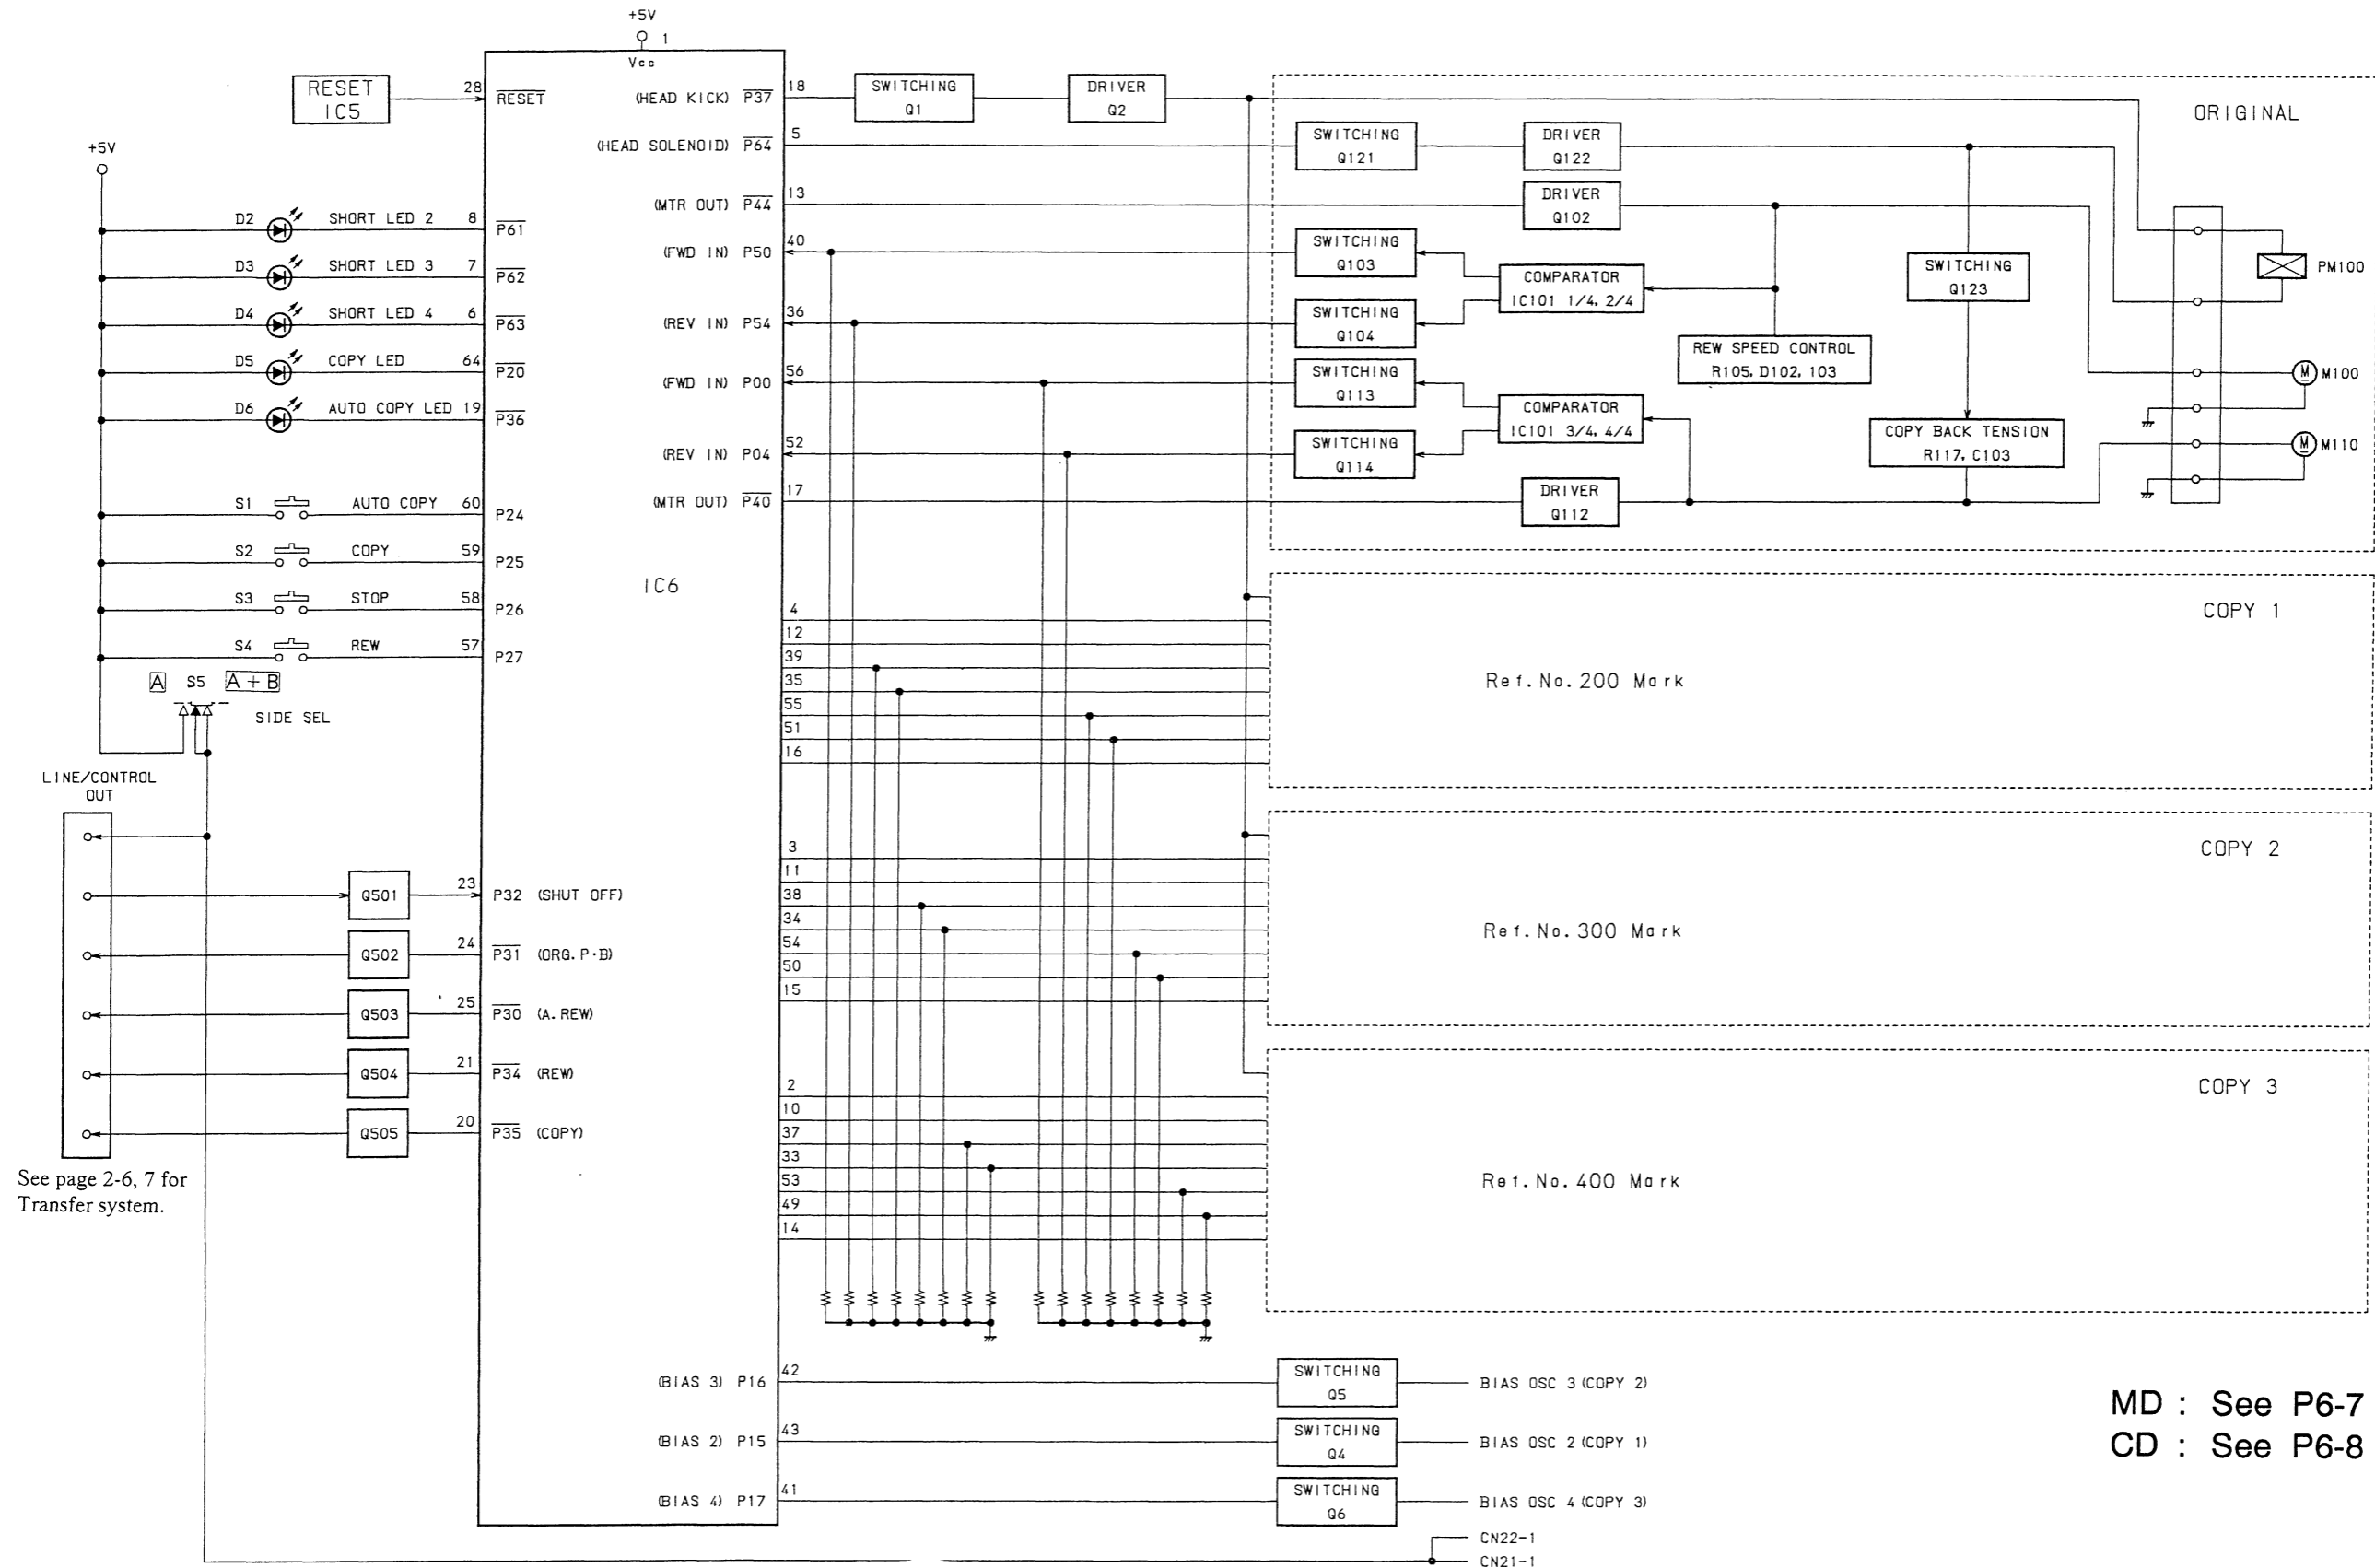 +5V
1
Vcc
RESET
IC5
28
RESET
(HEAD KICK) P37
18
SWITCHING
Q1
DRIVER
Q2
ORIGINAL
(HEAD SOLENOID) P64
5
SWITCHING
Q121
DRIVER
Q122
+5V
(MTR OUT) P44
13
DRIVER
Q102
D2
SHORT LED 2
8
P61
(FWD IN) P50
40
SWITCHING
Q103
COMPARATOR
IC101 1/4, 2/4
SWITCHING
Q123
PM100
D3
SHORT LED 3
7
P62
D4
SHORT LED 4
6
P63
(REV IN) P54
36
SWITCHING
Q104
REW SPEED CONTROL
R105, D102, 103
D5
COPY LED
64
P20
(FWD IN) P00
56
SWITCHING
Q113
M
M100
D6
AUTO COPY LED
19
P36
COMPARATOR
IC101 3/4, 4/4
COPY BACK TENSION
R117, C103
M
M110
(REV IN) P04
52
SWITCHING
Q114
S1
AUTO COPY
60
P24
(MTR OUT) P40
17
DRIVER
Q112
S2
COPY
59
P25
IC6
S3
STOP
58
P26
S4
REW
57
P27
A
S5
A + B
SIDE SEL
4
12
39
35
55
51
16
COPY 1
Ref. No. 200 Mark
LINE/CONTROL
OUT
3
11
38
34
54
50
15
COPY 2
Ref. No. 300 Mark
Q501
23
P32 (SHUT OFF)
Q502
24
P31 (ORG. P·B)
Q503
25
P30 (A. REW)
Q504
21
P34 (REW)
Q505
20
P35 (COPY)
See page 2-6, 7 for
Transfer system.
2
10
37
33
53
49
14
COPY 3
Ref. No. 400 Mark
(BIAS 3) P16
42
SWITCHING
Q5
BIAS OSC 3 (COPY 2)
(BIAS 2) P15
43
SWITCHING
Q4
BIAS OSC 2 (COPY 1)
(BIAS 4) P17
41
SWITCHING
Q6
BIAS OSC 4 (COPY 3)
CN22-1
CN21-1
MD : See P6-7
CD : See P6-8